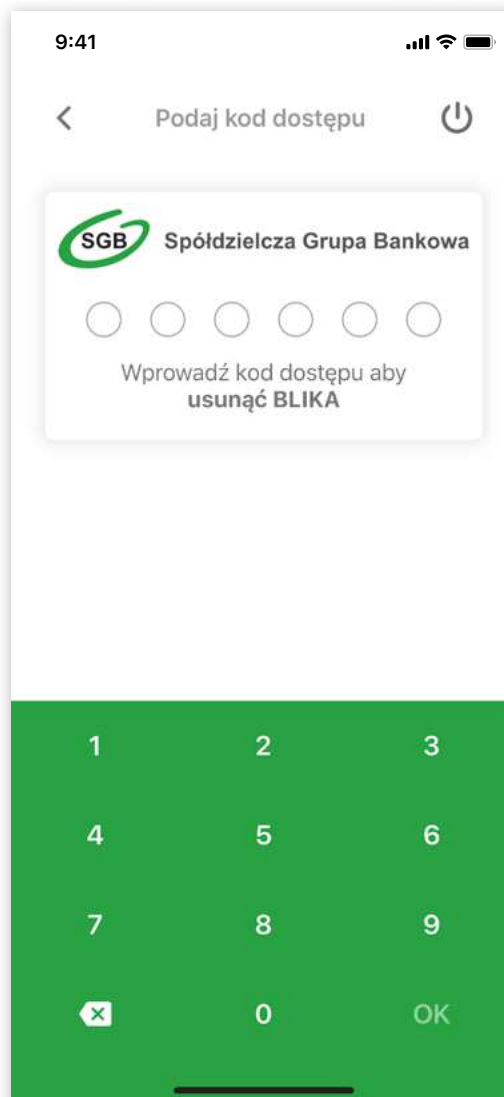 9:41
Podaj kod dostępu
SGB Spółdzielcza Grupa Bankowa
Wprowadź kod dostępu aby
usunąć BLIKA
1 2 3
4 5 6
7 8 9
0 OK